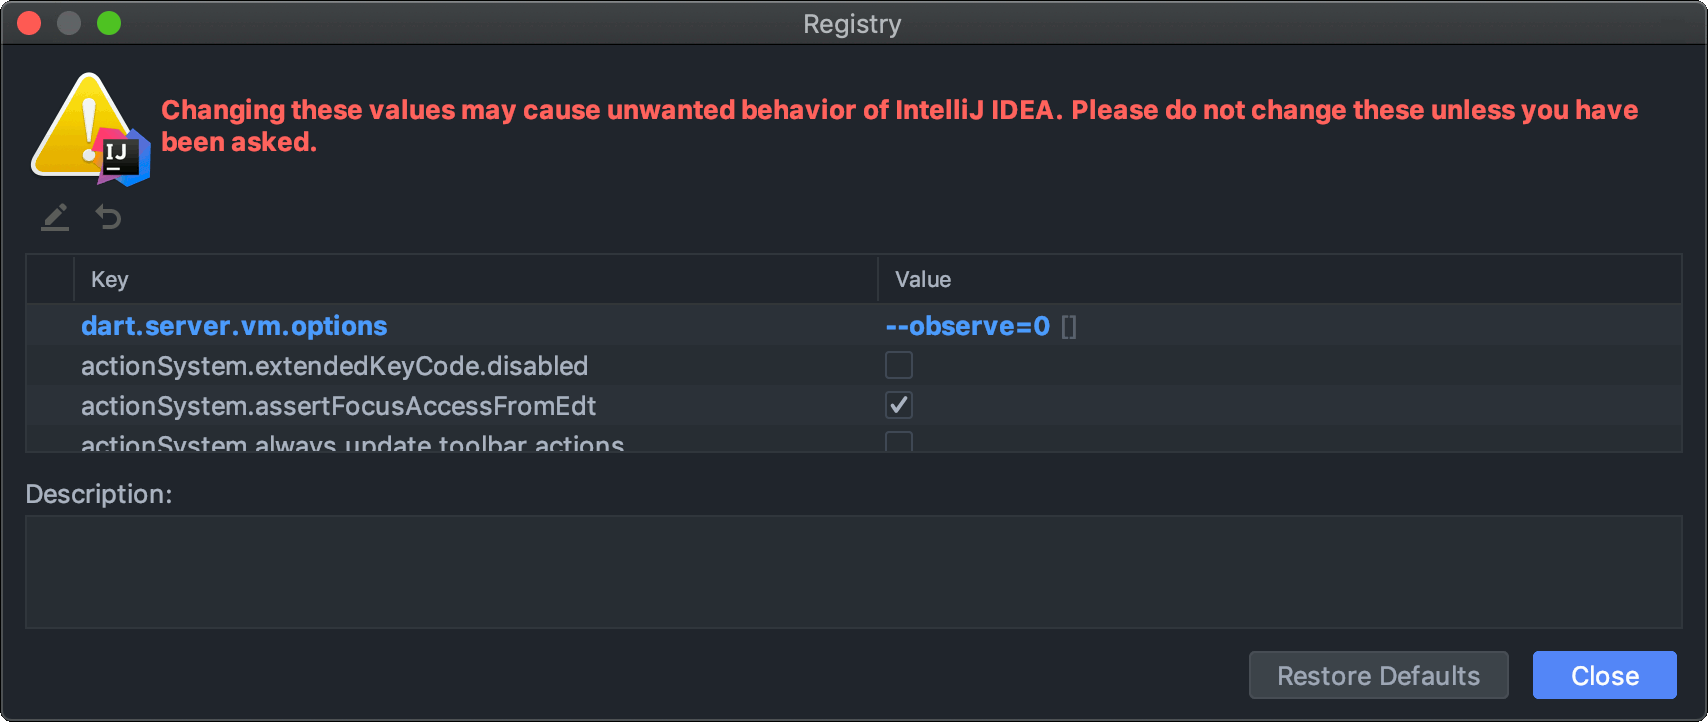 Registry
Changing these values may cause unwanted behavior of IntelliJ IDEA. Please do not change these unless you have
been asked.
IJ
Key Value
dart.server.vm.options --observe=0 []
actionSystem.extendedKeyCode.disabled
actionSystem.assertFocusAccessFromEdt
actionSystem.always.update.toolbar.actions
Description:
Restore Defaults Close